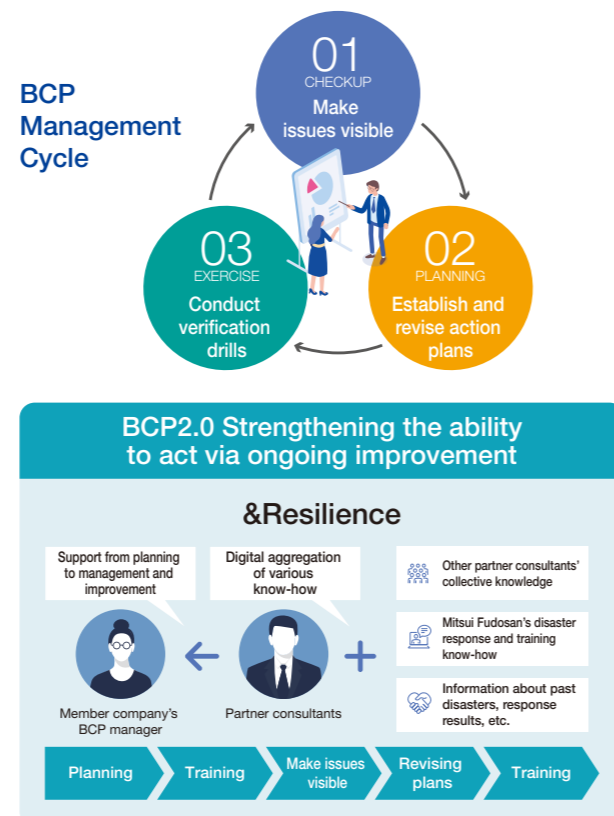 BCP
Management
Cycle
01
CHECKUP
Make
issues visible
02
PLANNING
Establish and
revise action
plans
03
EXERCISE
Conduct
verification
drills
BCP2.0 Strengthening the ability
to act via ongoing improvement
&Resilience
Support from planning
to management and
improvement
Member company’s
BCP manager
Digital aggregation
of various
know-how
Partner consultants
Other partner consultants’
collective knowledge
Mitsui Fudosan’s disaster
response and training
know-how
Information about past
disasters, response
results, etc.
Planning
Training
Make issues
visible
Revising
plans
Training